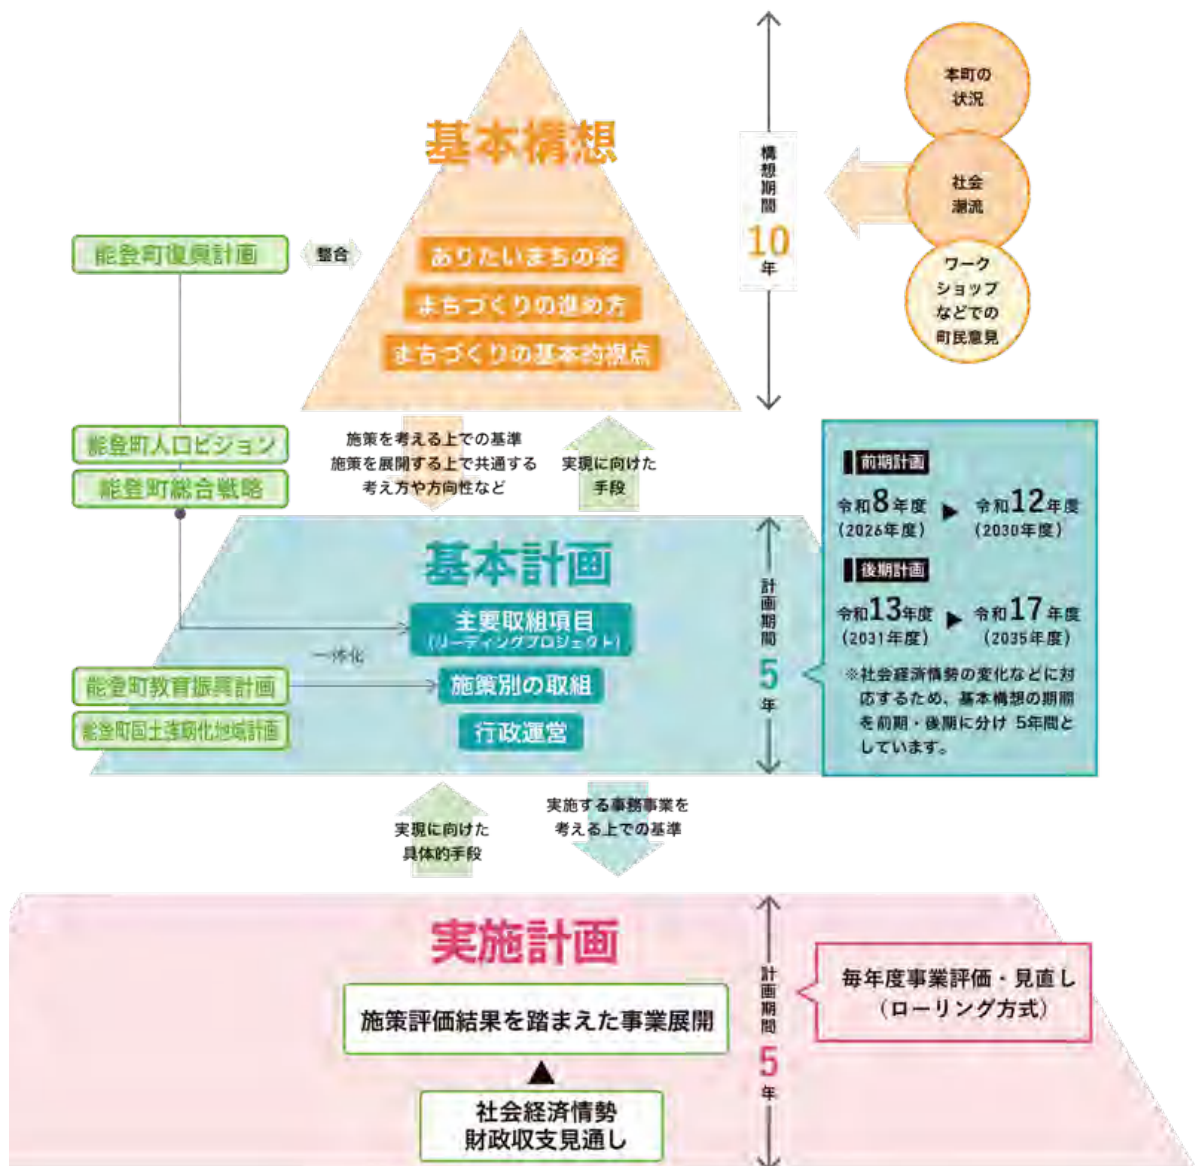 基本構想
ありたいまちの姿
まちづくりの進め方
まちづくりの基本的視点
構想期間
10
年
本町の
状況
社会
潮流
ワーク
ショップ
などでの
町民意見
能登町復興計画
整合
能登町人口ビジョン
能登町総合戦略
施策を考える上での基準
施策を展開する上で共通する
考え方や方向性など
実現に向けた
手段
基本計画
主要取組項目
(リーディングプロジェクト)
一体化
施策別の取組
行政運営
能登町教育振興計画
能登町国土強靭化地域計画
計画期間
5
年
前期計画
令和8年度 ▶ 令和12年度
(2026年度) (2030年度)
後期計画
令和13年度 ▶ 令和17年度
(2031年度) (2035年度)
※社会経済情勢の変化などに対
応するため、基本構想の期間
を前期・後期に分け 5年間と
しています。
実現に向けた
具体的手段
実施する事務事業を
考える上での基準
実施計画
施策評価結果を踏まえた事業展開
社会経済情勢
財政収支見通し
計画期間
5
年
毎年度事業評価・見直し
(ローリング方式)